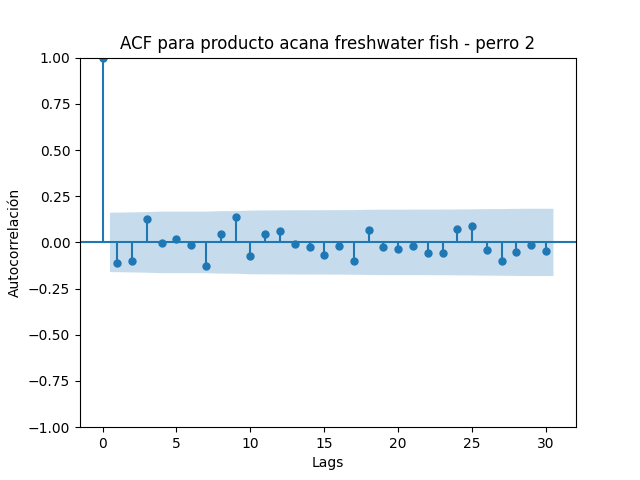 ACF para producto acana freshwater fish - perro 2
1.00
0.75
0.50
0.25
0.00
−0.25
−0.50
−0.75
−1.00
Autocorrelación
0 5 10 15 20 25 30
Lags